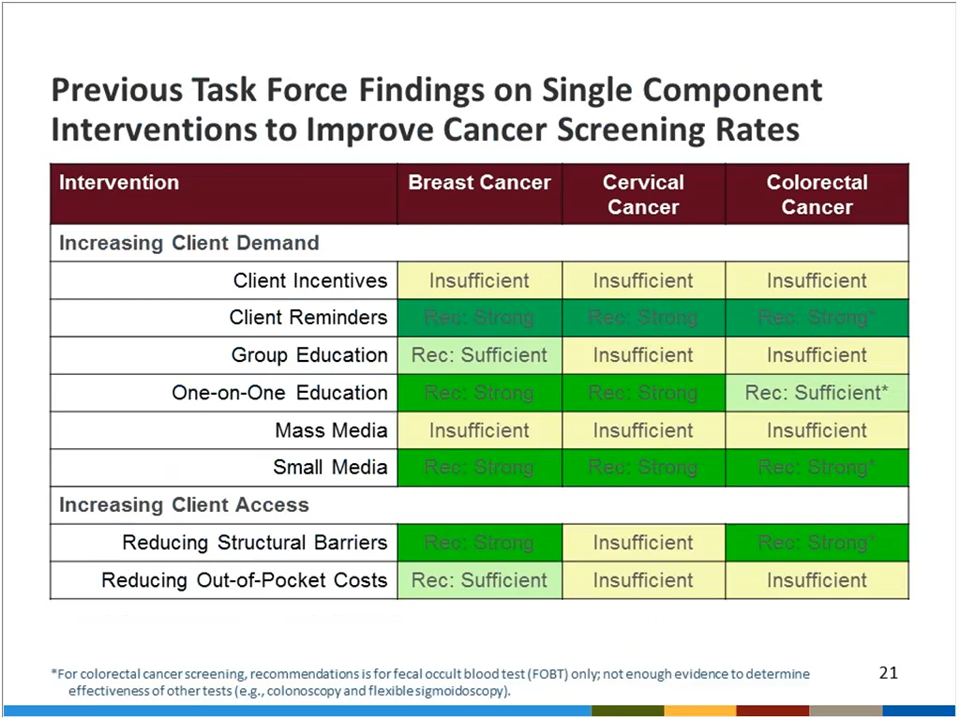 Previous Task Force Findings on Single Component
Interventions to Improve Cancer Screening Rates
Intervention Breast Cancer Cervical Cancer Colorectal Cancer
Increasing Client Demand
Client Incentives Insufficient Insufficient Insufficient
Client Reminders Rec: Strong Rec: Strong Rec: Strong*
Group Education Rec: Sufficient Insufficient Insufficient
One-on-One Education Rec: Strong Rec: Strong Rec: Sufficient*
Mass Media Insufficient Insufficient Insufficient
Small Media Rec: Strong Rec: Strong Rec: Strong*
Increasing Client Access
Reducing Structural Barriers Rec: Strong Insufficient Rec: Strong*
Reducing Out-of-Pocket Costs Rec: Sufficient Insufficient Insufficient
*For colorectal cancer screening, recommendations is for fecal occult blood test (FOBT) only; not enough evidence to determine
effectiveness of other tests (e.g., colonoscopy and flexible sigmoidoscopy).
21